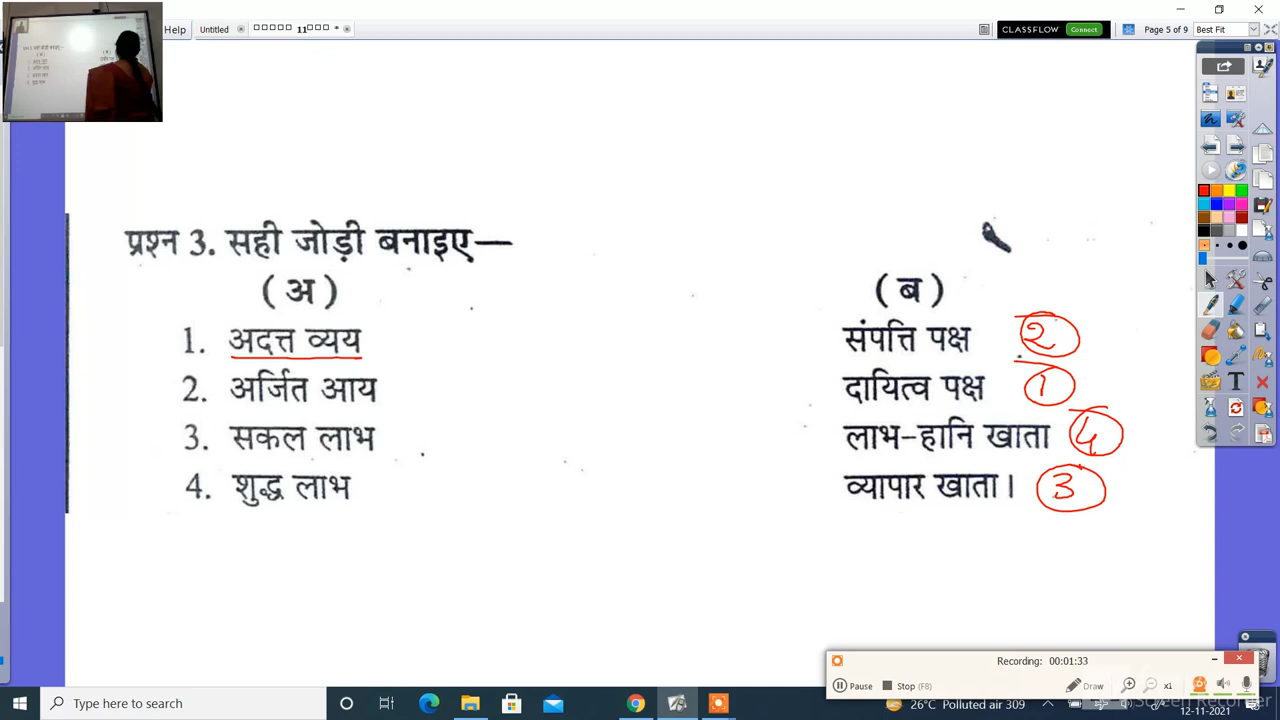 Help
Untitled
11
*
CLASSFLOW
Connect
Page 5 of 9
Best Fit
प्रश्न 3. सही जोड़ी बनाइए—
(अ)
(ब)
1. अदत्त व्यय
संपत्ति पक्ष
2
2. अर्जित आय
दायित्व पक्ष
1
3. सकल लाभ
लाभ-हानि खाता
4
4. शुद्ध लाभ
व्यापार खाता।
3
Recording: 00:01:33
Pause
Stop (F8)
Draw
Type here to search
26°C Polluted air 309
12-11-2021